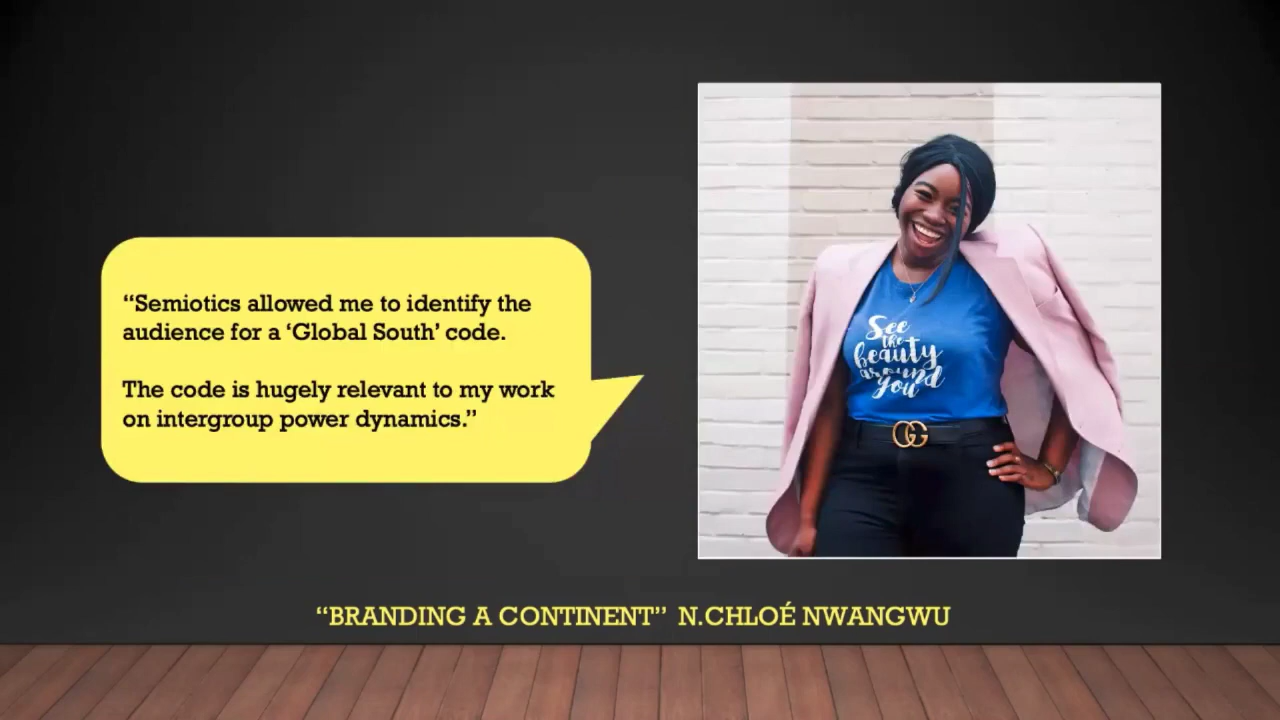 “Semiotics allowed me to identify the
audience for a ‘Global South’ code.
The code is hugely relevant to my work
on intergroup power dynamics.”
See
the
beauty
around
you
“BRANDING A CONTINENT” N.CHLOÉ NWANGWU